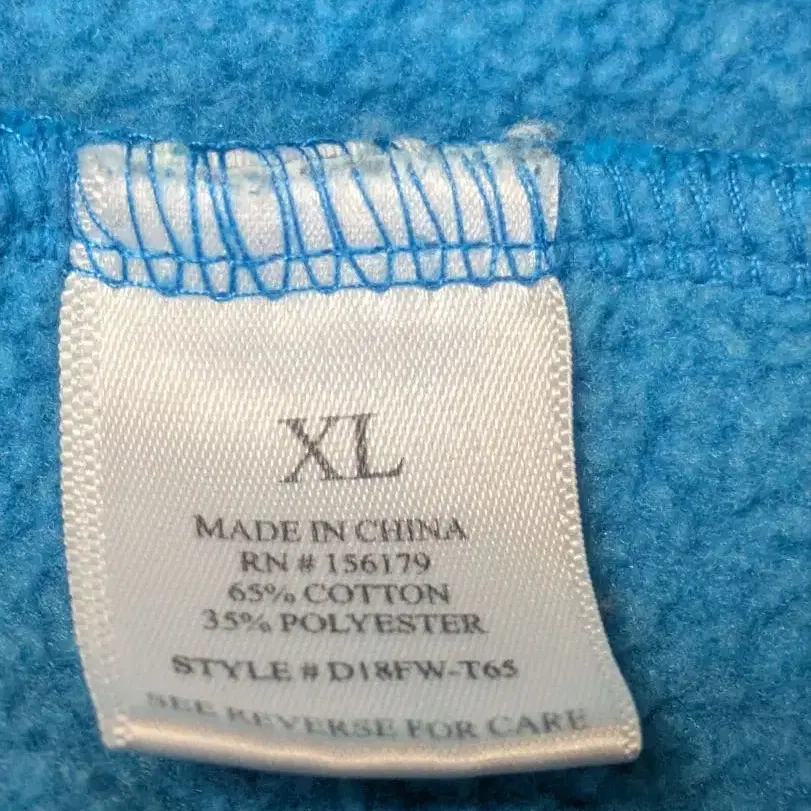 XL
MADE IN CHINA
RN # 156179
65% COTTON
35% POLYESTER
STYLE # D18FW-T65
SEE REVERSE FOR CARE